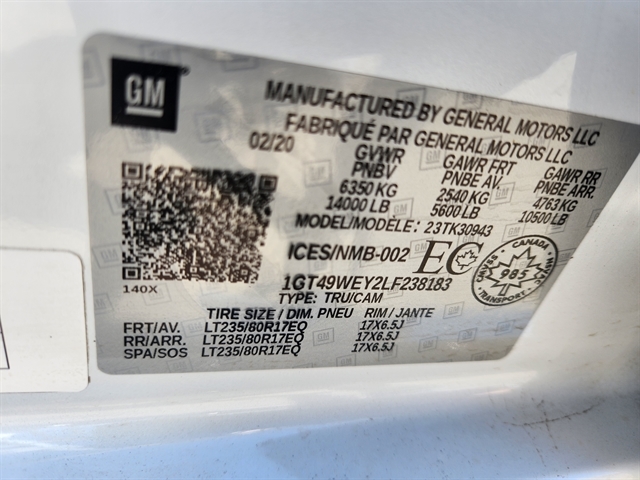 GM
MANUFACTURED BY GENERAL MOTORS LLC
FABRIQUÉ PAR GENERAL MOTORS LLC
02/20 GVWR GAWR FRT GAWR RR
PNBV PNBE AV. PNBE ARR.
6350 KG 2540 KG 4763 KG
14000 LB 5600 LB 10500 LB
MODEL/MODÈLE: 23TK30943
ICES/NMB-002 EC
CANADA
985
CMVSS NVSAC
TRANSPORT
140X
1GT49WEY2LF238183
TYPE: TRU/CAM
TIRE SIZE / DIM. PNEU RIM / JANTE
FRT/AV. LT235/80R17EQ 17X6.5J
RR/ARR. LT235/80R17EQ 17X6.5J
SPA/SOS LT235/80R17EQ 17X6.5J